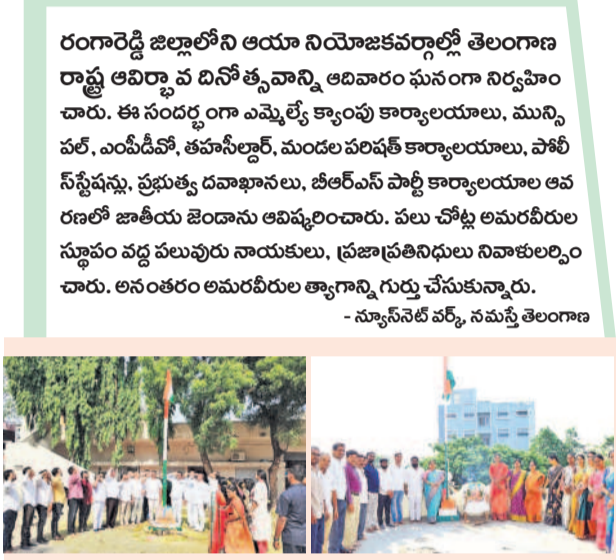 రంగారెడ్డి జిల్లాలోని ఆయా నియోజకవర్గాల్లో తెలంగాణ
రాష్ట్ర ఆవిర్భావ దినోత్సవాన్ని ఆదివారం ఘనంగా నిర్వహిం
చారు. ఈ సందర్భంగా ఎమ్మెల్యే క్యాంపు కార్యాలయాలు, మున్సి
పల్, ఎంపీడీవో, తహసీల్దార్, మండల పరిషత్ కార్యాలయాలు, పోలీ
స్‌స్టేషన్లు, ప్రభుత్వ దవాఖానలు, బీఆర్ఎస్ పార్టీ కార్యాలయాల ఆవ
రణలో జాతీయ జెండాను ఆవిష్కరించారు. పలు చోట్ల అమరవీరుల
స్థూపం వద్ద పలువురు నాయకులు, ప్రజాప్రతినిధులు నివాళులర్పిం
చారు. అనంతరం అమరవీరుల త్యాగాన్ని గుర్తు చేసుకున్నారు.
- న్యూస్‌నెట్ వర్క్, నమస్తే తెలంగాణ